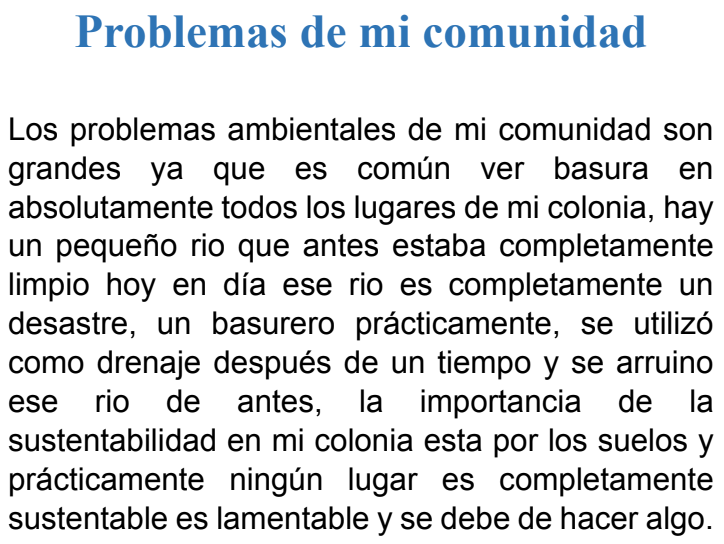 Problemas de mi comunidad
Los problemas ambientales de mi comunidad son
grandes ya que es común ver basura en
absolutamente todos los lugares de mi colonia, hay
un pequeño rio que antes estaba completamente
limpio hoy en día ese rio es completamente un
desastre, un basurero prácticamente, se utilizó
como drenaje después de un tiempo y se arruino
ese rio de antes, la importancia de la
sustentabilidad en mi colonia esta por los suelos y
prácticamente ningún lugar es completamente
sustentable es lamentable y se debe de hacer algo.